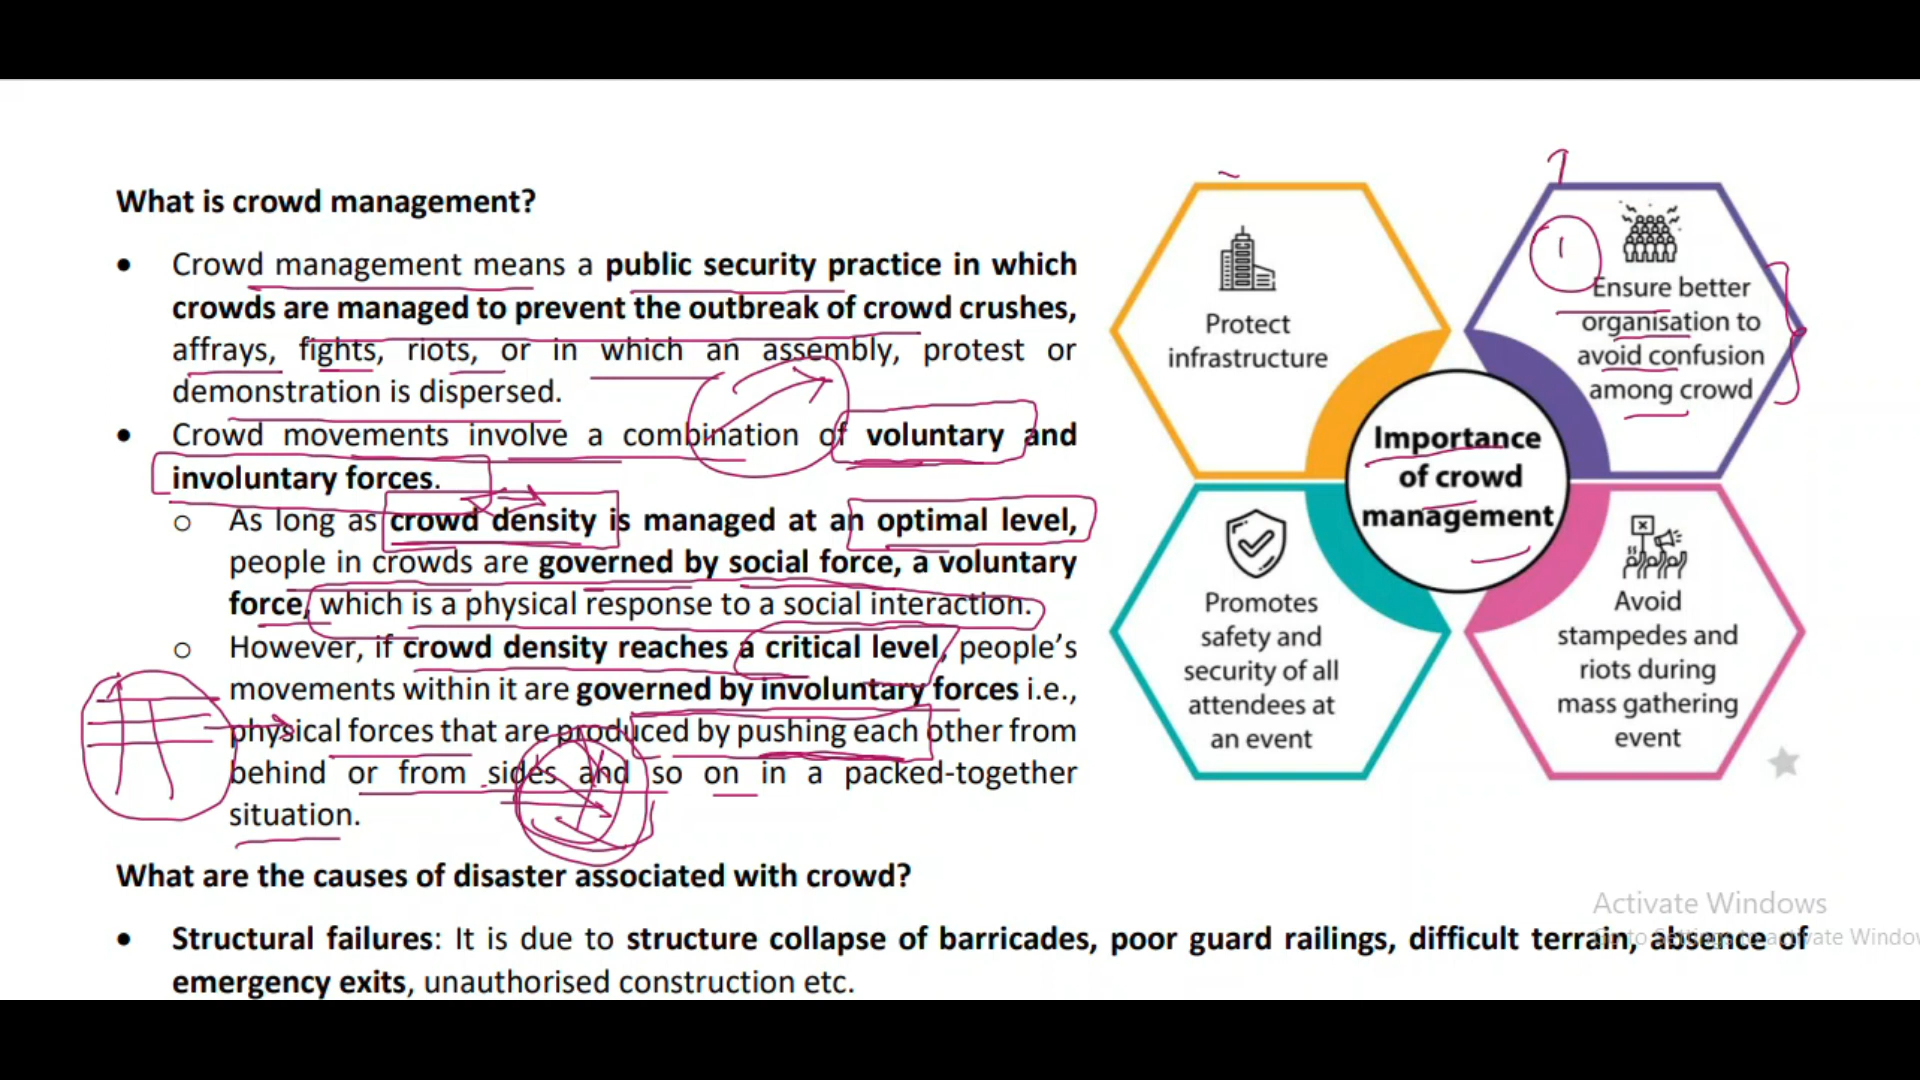 What is crowd management?
• Crowd management means a public security practice in which
crowds are managed to prevent the outbreak of crowd crushes,
affrays, fights, riots, or in which an assembly, protest or
demonstration is dispersed.
• Crowd movements involve a combination of voluntary and
involuntary forces.
o As long as crowd density is managed at an optimal level,
people in crowds are governed by social force, a voluntary
force, which is a physical response to a social interaction.
o However, if crowd density reaches a critical level, people’s
movements within it are governed by involuntary forces i.e.,
physical forces that are produced by pushing each other from
behind or from sides and so on in a packed-together
situation.
Protect
infrastructure
1
Ensure better
organisation to
avoid confusion
among crowd
Importance
of crowd
management
Promotes
safety and
security of all
attendees at
an event
Avoid
stampedes and
riots during
mass gathering
event
What are the causes of disaster associated with crowd?
• Structural failures: It is due to structure collapse of barricades, poor guard railings, difficult terrain, absence of
emergency exits, unauthorised construction etc.
Activate Windows
Go to Settings to activate Windo